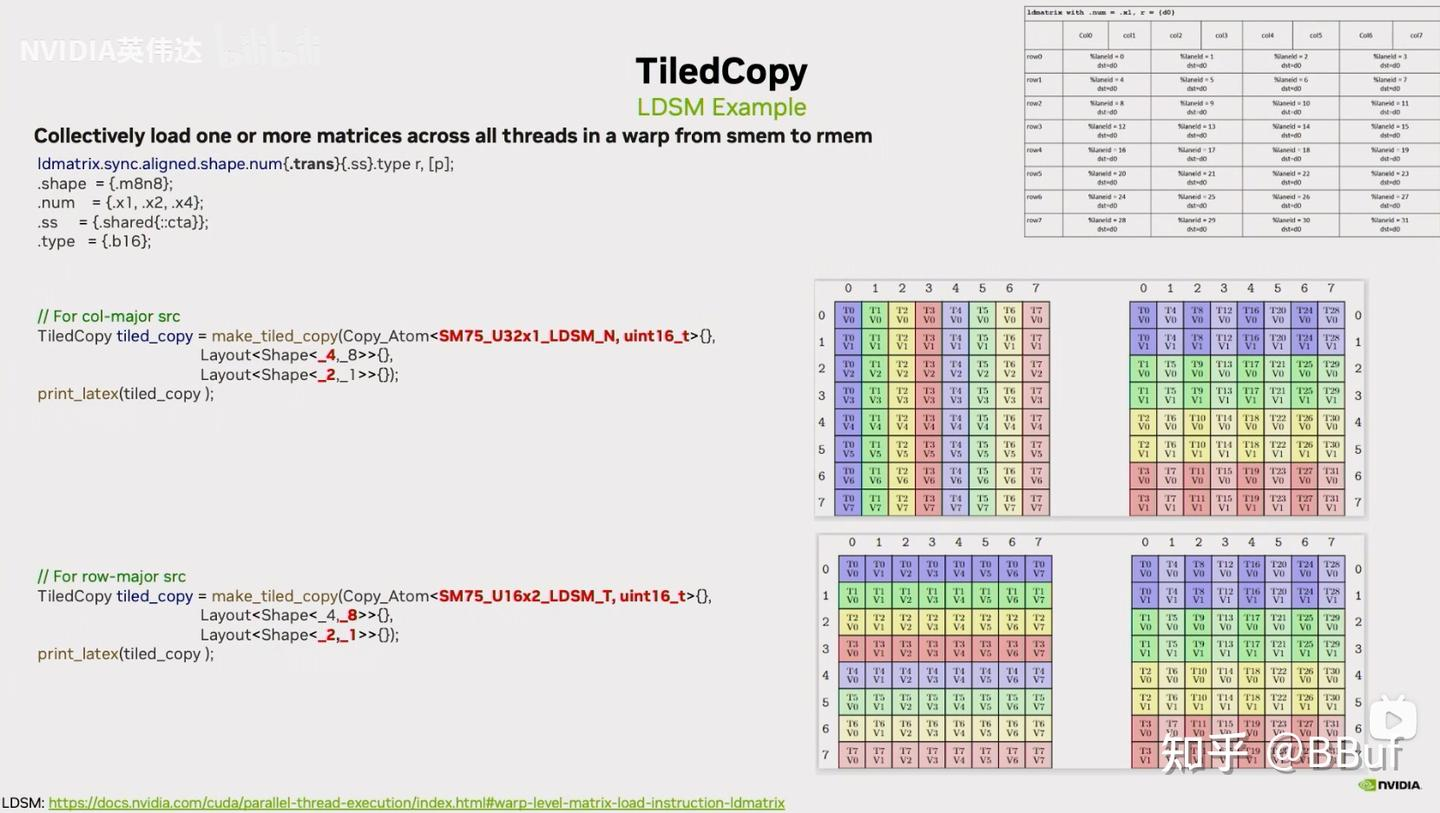 NVIDIA英伟达 bilibili
TiledCopy
LDSM Example
Collectively load one or more matrices across all threads in a warp from smem to rmem
ldmatrix.sync.aligned.shape.num{.trans}{.ss}.type r, [p];
.shape = {.m8n8};
.num = {.x1, .x2, .x4};
.ss = {.shared{::cta}};
.type = {.b16};
ldmatrix with .num = .x1, r = {d0}
Col0 col1 col2 col3 col4 col5 Col6 col7
row0 %laneid = 0 %laneid = 1 %laneid = 2 %laneid = 3
dst=d0 dst=d0 dst=d0 dst=d0
row1 %laneid = 4 %laneid = 5 %laneid = 6 %laneid = 7
dst=d0 dst=d0 dst=d0 dst=d0
row2 %laneid = 8 %laneid = 9 %laneid = 10 %laneid = 11
dst=d0 dst=d0 dst=d0 dst=d0
row3 %laneid = 12 %laneid = 13 %laneid = 14 %laneid = 15
dst=d0 dst=d0 dst=d0 dst=d0
row4 %laneid = 16 %laneid = 17 %laneid = 18 %laneid = 19
dst=d0 dst=d0 dst=d0 dst=d0
row5 %laneid = 20 %laneid = 21 %laneid = 22 %laneid = 23
dst=d0 dst=d0 dst=d0 dst=d0
row6 %laneid = 24 %laneid = 25 %laneid = 26 %laneid = 27
dst=d0 dst=d0 dst=d0 dst=d0
row7 %laneid = 28 %laneid = 29 %laneid = 30 %laneid = 31
dst=d0 dst=d0 dst=d0 dst=d0
// For col-major src
TiledCopy tiled_copy = make_tiled_copy(Copy_Atom<SM75_U32x1_LDSM_N, uint16_t>{},
Layout<Shape<_4,_8>>{},
Layout<Shape<_2,_1>>{});
print_latex(tiled_copy );
0 1 2 3 4 5 6 7 0 1 2 3 4 5 6 7
0 T0 T1 T2 T3 T4 T5 T6 T7 T0 T4 T8 T12 T16 T20 T24 T28 0
V0 V0 V0 V0 V0 V0 V0 V0 V0 V0 V0 V0 V0 V0 V0 V0
1 T0 T1 T2 T3 T4 T5 T6 T7 T0 T4 T8 T12 T16 T20 T24 T28 1
V1 V1 V1 V1 V1 V1 V1 V1 V1 V1 V1 V1 V1 V1 V1 V1
2 T0 T1 T2 T3 T4 T5 T6 T7 T1 T5 T9 T13 T17 T21 T25 T29 2
V2 V2 V2 V2 V2 V2 V2 V2 V0 V0 V0 V0 V0 V0 V0 V0
3 T0 T1 T2 T3 T4 T5 T6 T7 T1 T5 T9 T13 T17 T21 T25 T29 3
V3 V3 V3 V3 V3 V3 V3 V3 V1 V1 V1 V1 V1 V1 V1 V1
4 T0 T1 T2 T3 T4 T5 T6 T7 T2 T6 T10 T14 T18 T22 T26 T30 4
V4 V4 V4 V4 V4 V4 V4 V4 V0 V0 V0 V0 V0 V0 V0 V0
5 T0 T1 T2 T3 T4 T5 T6 T7 T2 T6 T10 T14 T18 T22 T26 T30 5
V5 V5 V5 V5 V5 V5 V5 V5 V1 V1 V1 V1 V1 V1 V1 V1
6 T0 T1 T2 T3 T4 T5 T6 T7 T3 T7 T11 T15 T19 T23 T27 T31 6
V6 V6 V6 V6 V6 V6 V6 V6 V0 V0 V0 V0 V0 V0 V0 V0
7 T0 T1 T2 T3 T4 T5 T6 T7 T3 T7 T11 T15 T19 T23 T27 T31 7
V7 V7 V7 V7 V7 V7 V7 V7 V1 V1 V1 V1 V1 V1 V1 V1
// For row-major src
TiledCopy tiled_copy = make_tiled_copy(Copy_Atom<SM75_U16x2_LDSM_T, uint16_t>{},
Layout<Shape<_4,_8>>{},
Layout<Shape<_2,_1>>{});
print_latex(tiled_copy );
0 1 2 3 4 5 6 7 0 1 2 3 4 5 6 7
0 T0 T0 T0 T0 T0 T0 T0 T0 T0 T4 T8 T12 T16 T20 T24 T28 0
V0 V1 V2 V3 V4 V5 V6 V7 V0 V0 V0 V0 V0 V0 V0 V0
1 T1 T1 T1 T1 T1 T1 T1 T1 T0 T4 T8 T12 T16 T20 T24 T28 1
V0 V1 V2 V3 V4 V5 V6 V7 V1 V1 V1 V1 V1 V1 V1 V1
2 T2 T2 T2 T2 T2 T2 T2 T2 T1 T5 T9 T13 T17 T21 T25 T29 2
V0 V1 V2 V3 V4 V5 V6 V7 V0 V0 V0 V0 V0 V0 V0 V0
3 T3 T3 T3 T3 T3 T3 T3 T3 T1 T5 T9 T13 T17 T21 T25 T29 3
V0 V1 V2 V3 V4 V5 V6 V7 V1 V1 V1 V1 V1 V1 V1 V1
4 T4 T4 T4 T4 T4 T4 T4 T4 T2 T6 T10 T14 T18 T22 T26 T30 4
V0 V1 V2 V3 V4 V5 V6 V7 V0 V0 V0 V0 V0 V0 V0 V0
5 T5 T5 T5 T5 T5 T5 T5 T5 T2 T6 T10 T14 T18 T22 T26 T30 5
V0 V1 V2 V3 V4 V5 V6 V7 V1 V1 V1 V1 V1 V1 V1 V1
6 T6 T6 T6 T6 T6 T6 T6 T6 T3 T7 T11 T15 T19 T23 T27 T31 6
V0 V1 V2 V3 V4 V5 V6 V7 V0
7 T7 T7 T7 T7 T7 T7 T7 T7 T3
V0 V1 V2 V3 V4 V5 V6 V7 V1
知乎 @BBuf
NVIDIA.
LDSM: https://docs.nvidia.com/cuda/parallel-thread-execution/index.html#warp-level-matrix-load-instruction-ldmatrix